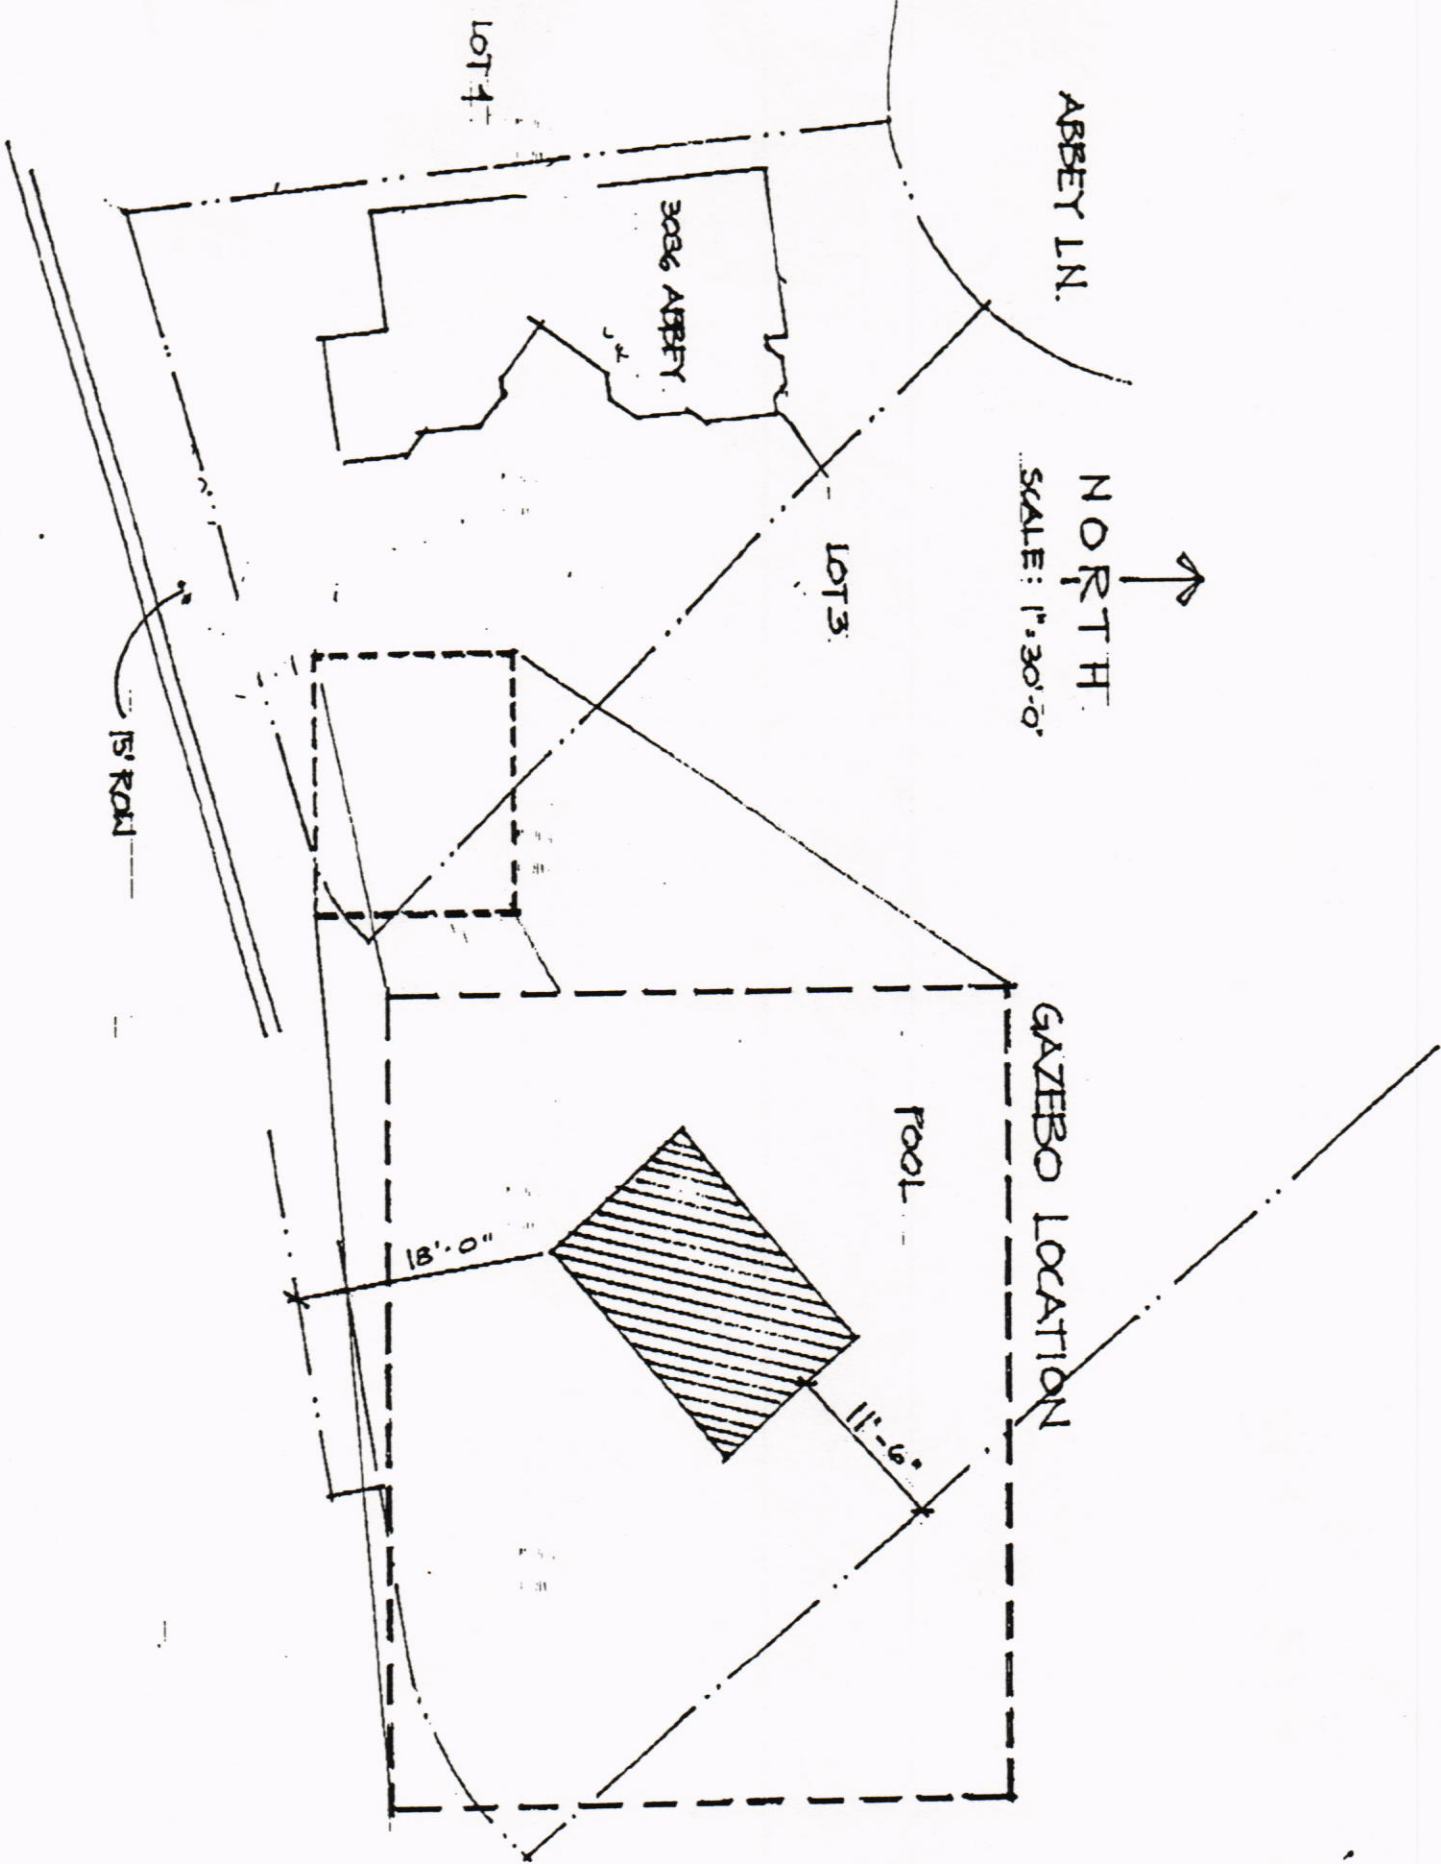 ABBEY LN.
NORTH
SCALE: 1"=30'-0"
GAZEBO LOCATION
POOL
11'-6"
LOT 3
3036 ABBEY
18'-0"
LOT 4
15' ROW